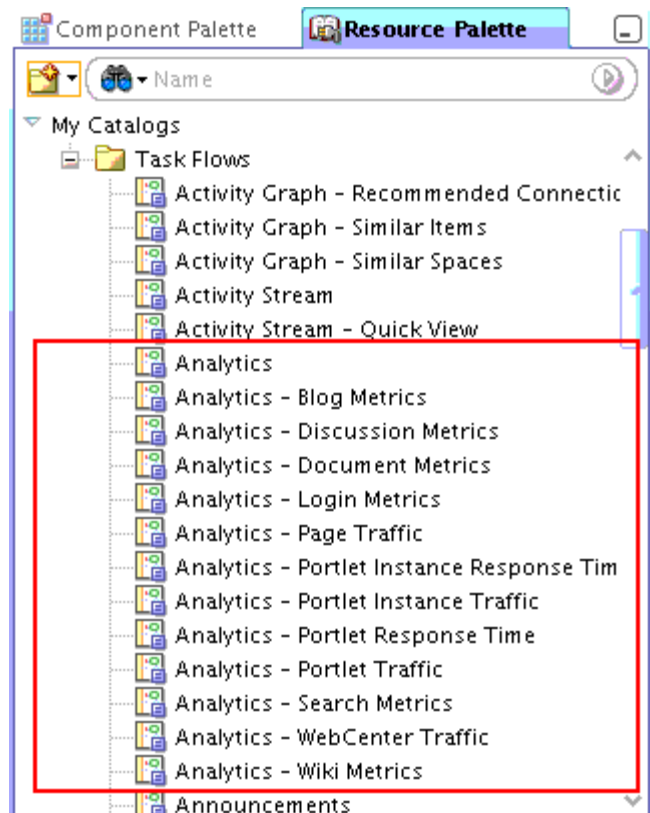 Component Palette
Resource Palette
Name
My Catalogs
Task Flows
Activity Graph - Recommended Connectic
Activity Graph - Similar Items
Activity Graph - Similar Spaces
Activity Stream
Activity Stream - Quick View
Analytics
Analytics - Blog Metrics
Analytics - Discussion Metrics
Analytics - Document Metrics
Analytics - Login Metrics
Analytics - Page Traffic
Analytics - Portlet Instance Response Tim
Analytics - Portlet Instance Traffic
Analytics - Portlet Response Time
Analytics - Portlet Traffic
Analytics - Search Metrics
Analytics - WebCenter Traffic
Analytics - Wiki Metrics
Announcements